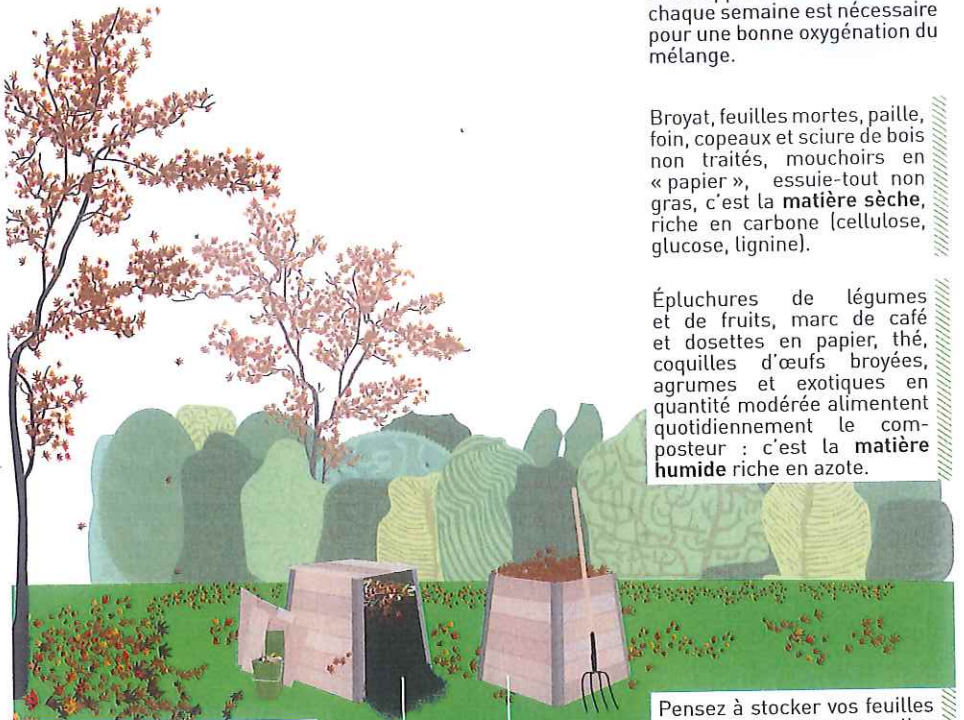 chaque semaine est nécessaire
pour une bonne oxygénation du
mélange.
Broyat, feuilles mortes, paille,
foin, copeaux et sciure de bois
non traités, mouchoirs en
« papier », essuie-tout non
gras, c'est la matière sèche,
riche en carbone (cellulose,
glucose, lignine).
Épluchures de légumes
et de fruits, marc de café
et dosettes en papier, thé,
coquilles d'œufs broyées,
agrumes et exotiques en
quantité modérée alimentent
quotidiennement le com-
posteur : c'est la matière
humide riche en azote.
Pensez à stocker vos feuilles